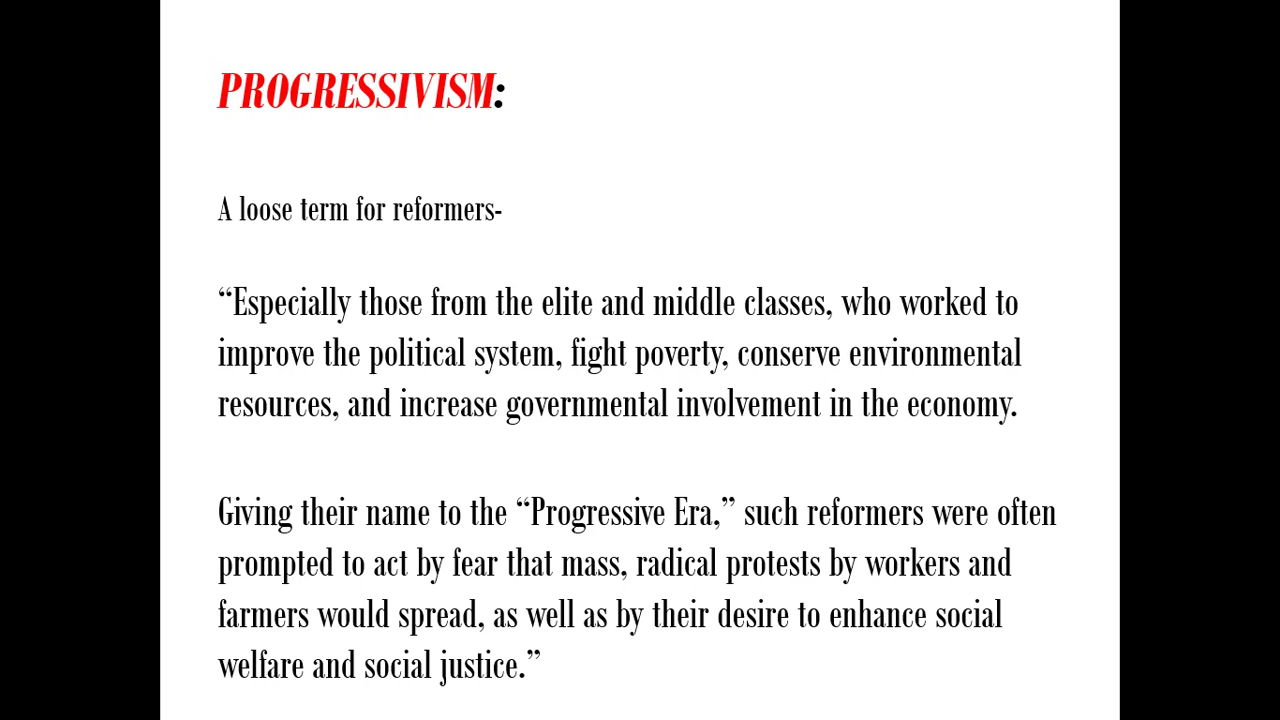 PROGRESSIVISM:
A loose term for reformers-
“Especially those from the elite and middle classes, who worked to
improve the political system, fight poverty, conserve environmental
resources, and increase governmental involvement in the economy.
Giving their name to the “Progressive Era,” such reformers were often
prompted to act by fear that mass, radical protests by workers and
farmers would spread, as well as by their desire to enhance social
welfare and social justice.”